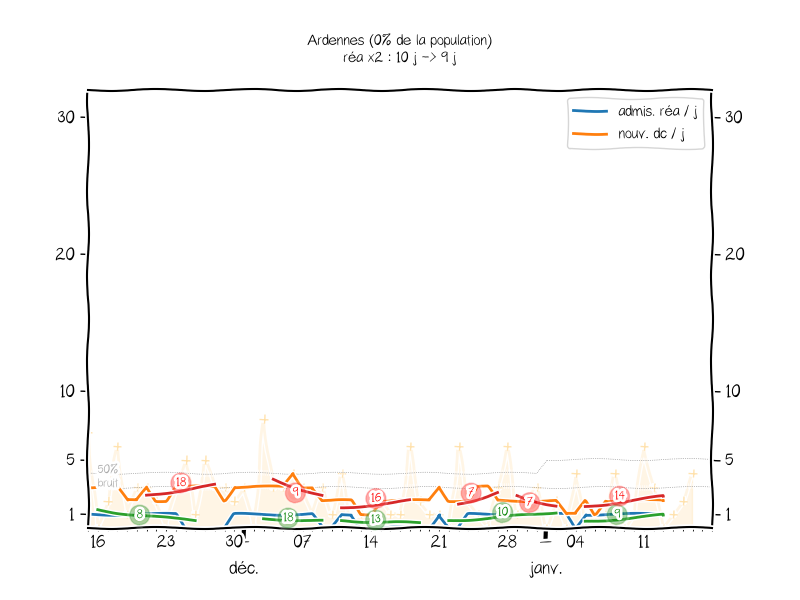 Ardennes (0% de la population)
réa x2 : 10 j -> 9 j
admis. réa / j
nouv. dc / j
30 30
20 20
10 10
5 5
1 1
50%
bruit
18 9 16 7 7 14
8 18 13 10 9
16 23 30 07 14 21 28 04 11
déc. janv.